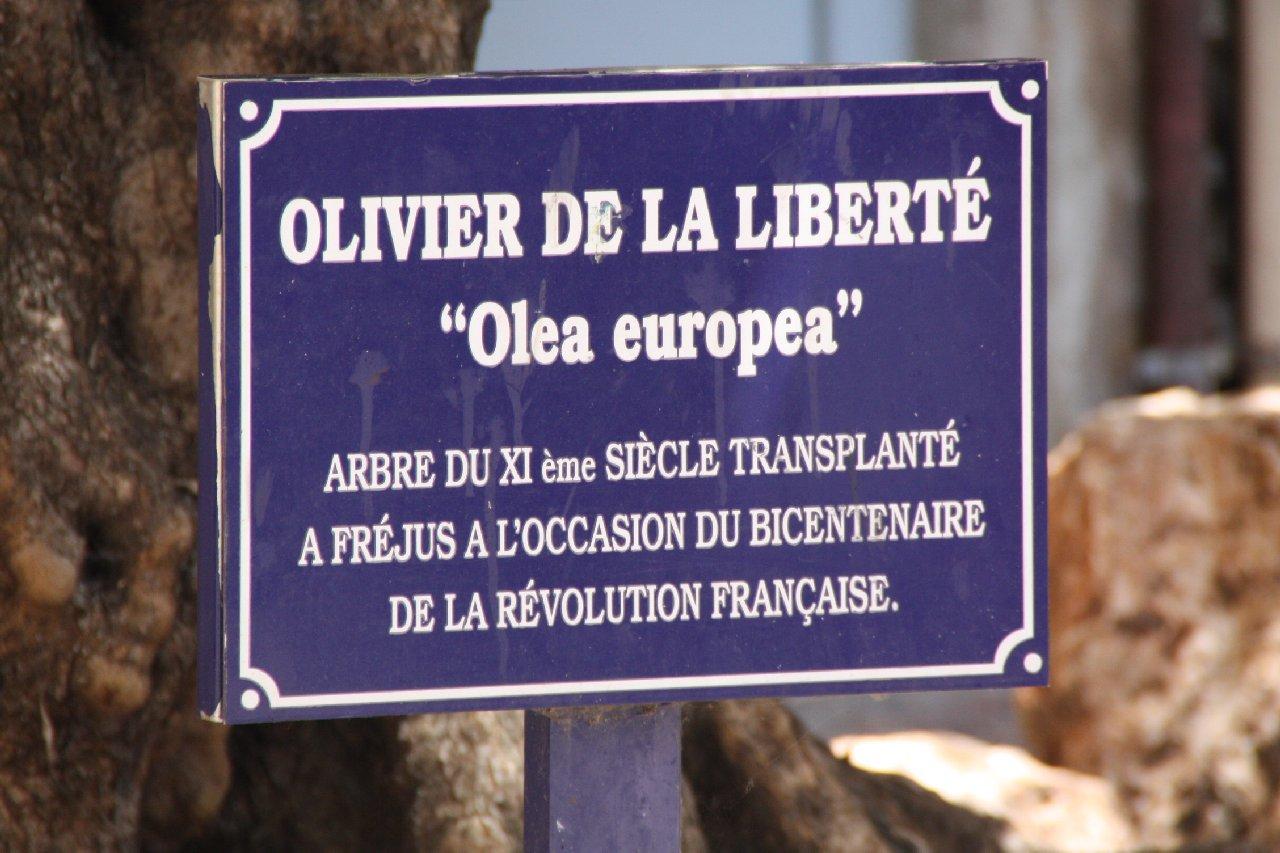 OLIVIER DE LA LIBERTÉ
“Olea europea”
ARBRE DU XI ème SIÈCLE TRANSPLANTÉ
A FRÉJUS A L’OCCASION DU BICENTENAIRE
DE LA RÉVOLUTION FRANÇAISE.